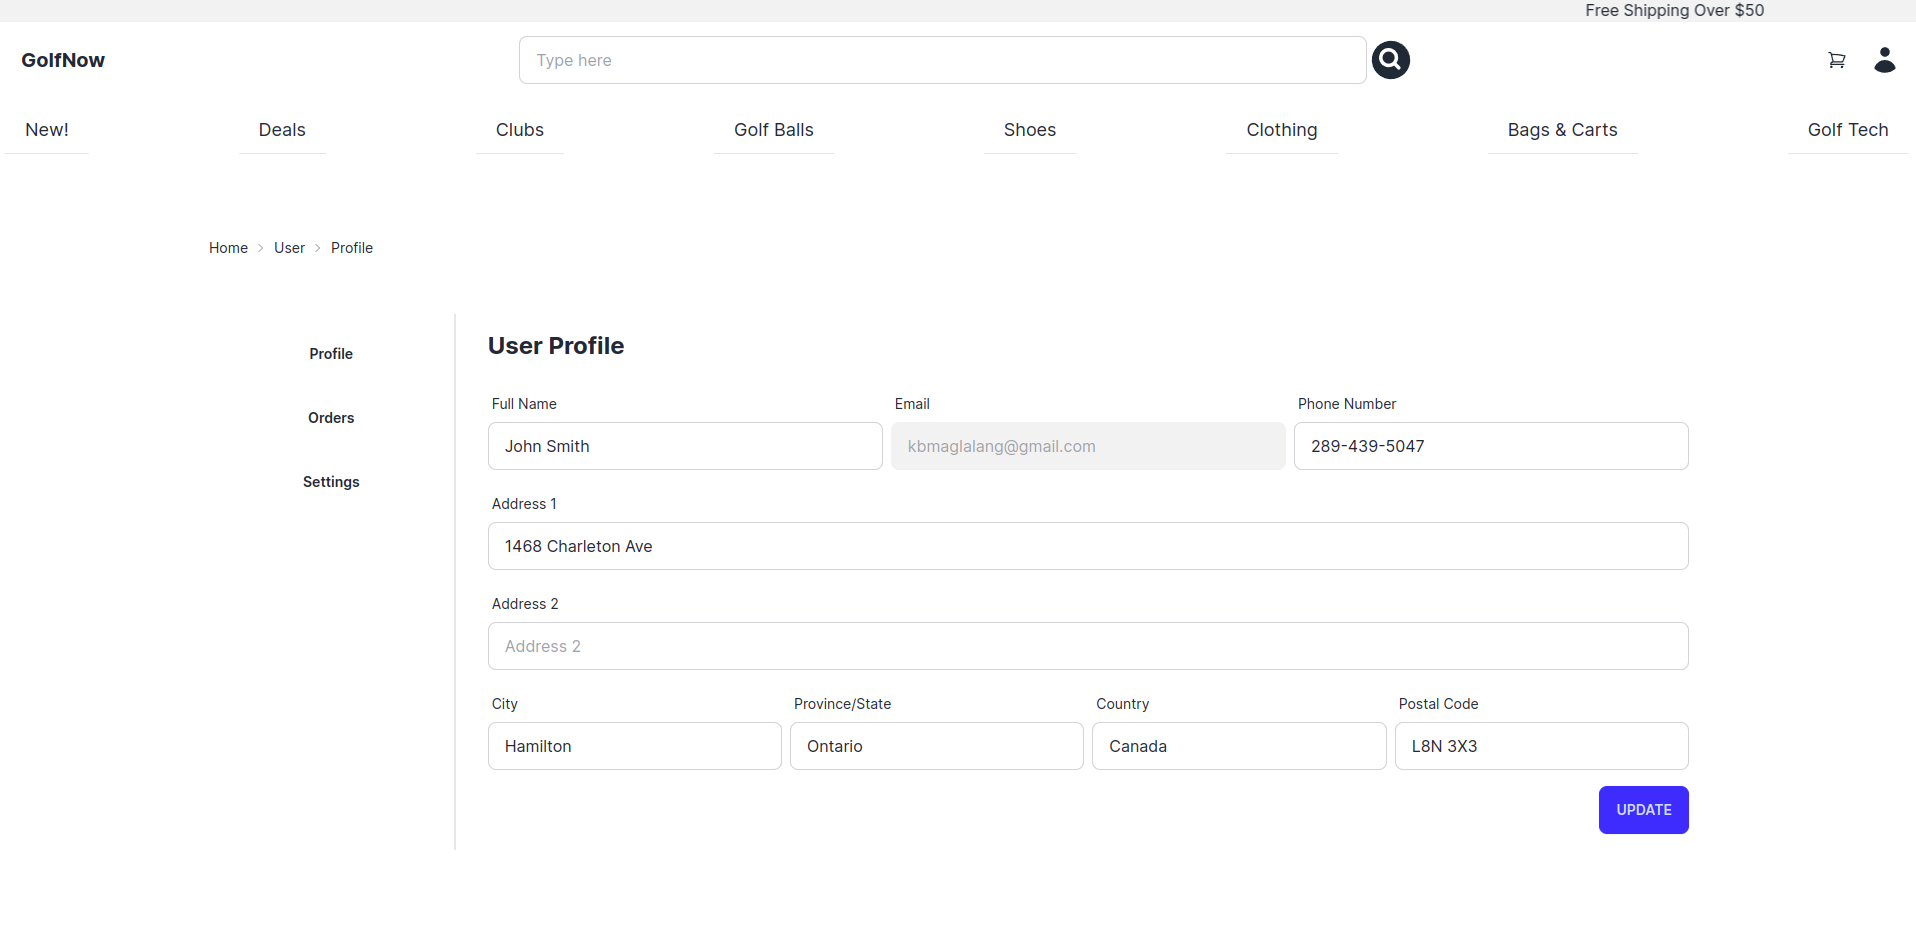 Free Shipping Over $50
GolfNow
Type here
New! Deals Clubs Golf Balls Shoes Clothing Bags & Carts Golf Tech
Home User Profile
Profile
Orders
Settings
User Profile
Full Name Email Phone Number
John Smith kbmaglalang@gmail.com 289-439-5047
Address 1
1468 Charleton Ave
Address 2
Address 2
City Province/State Country Postal Code
Hamilton Ontario Canada L8N 3X3
UPDATE